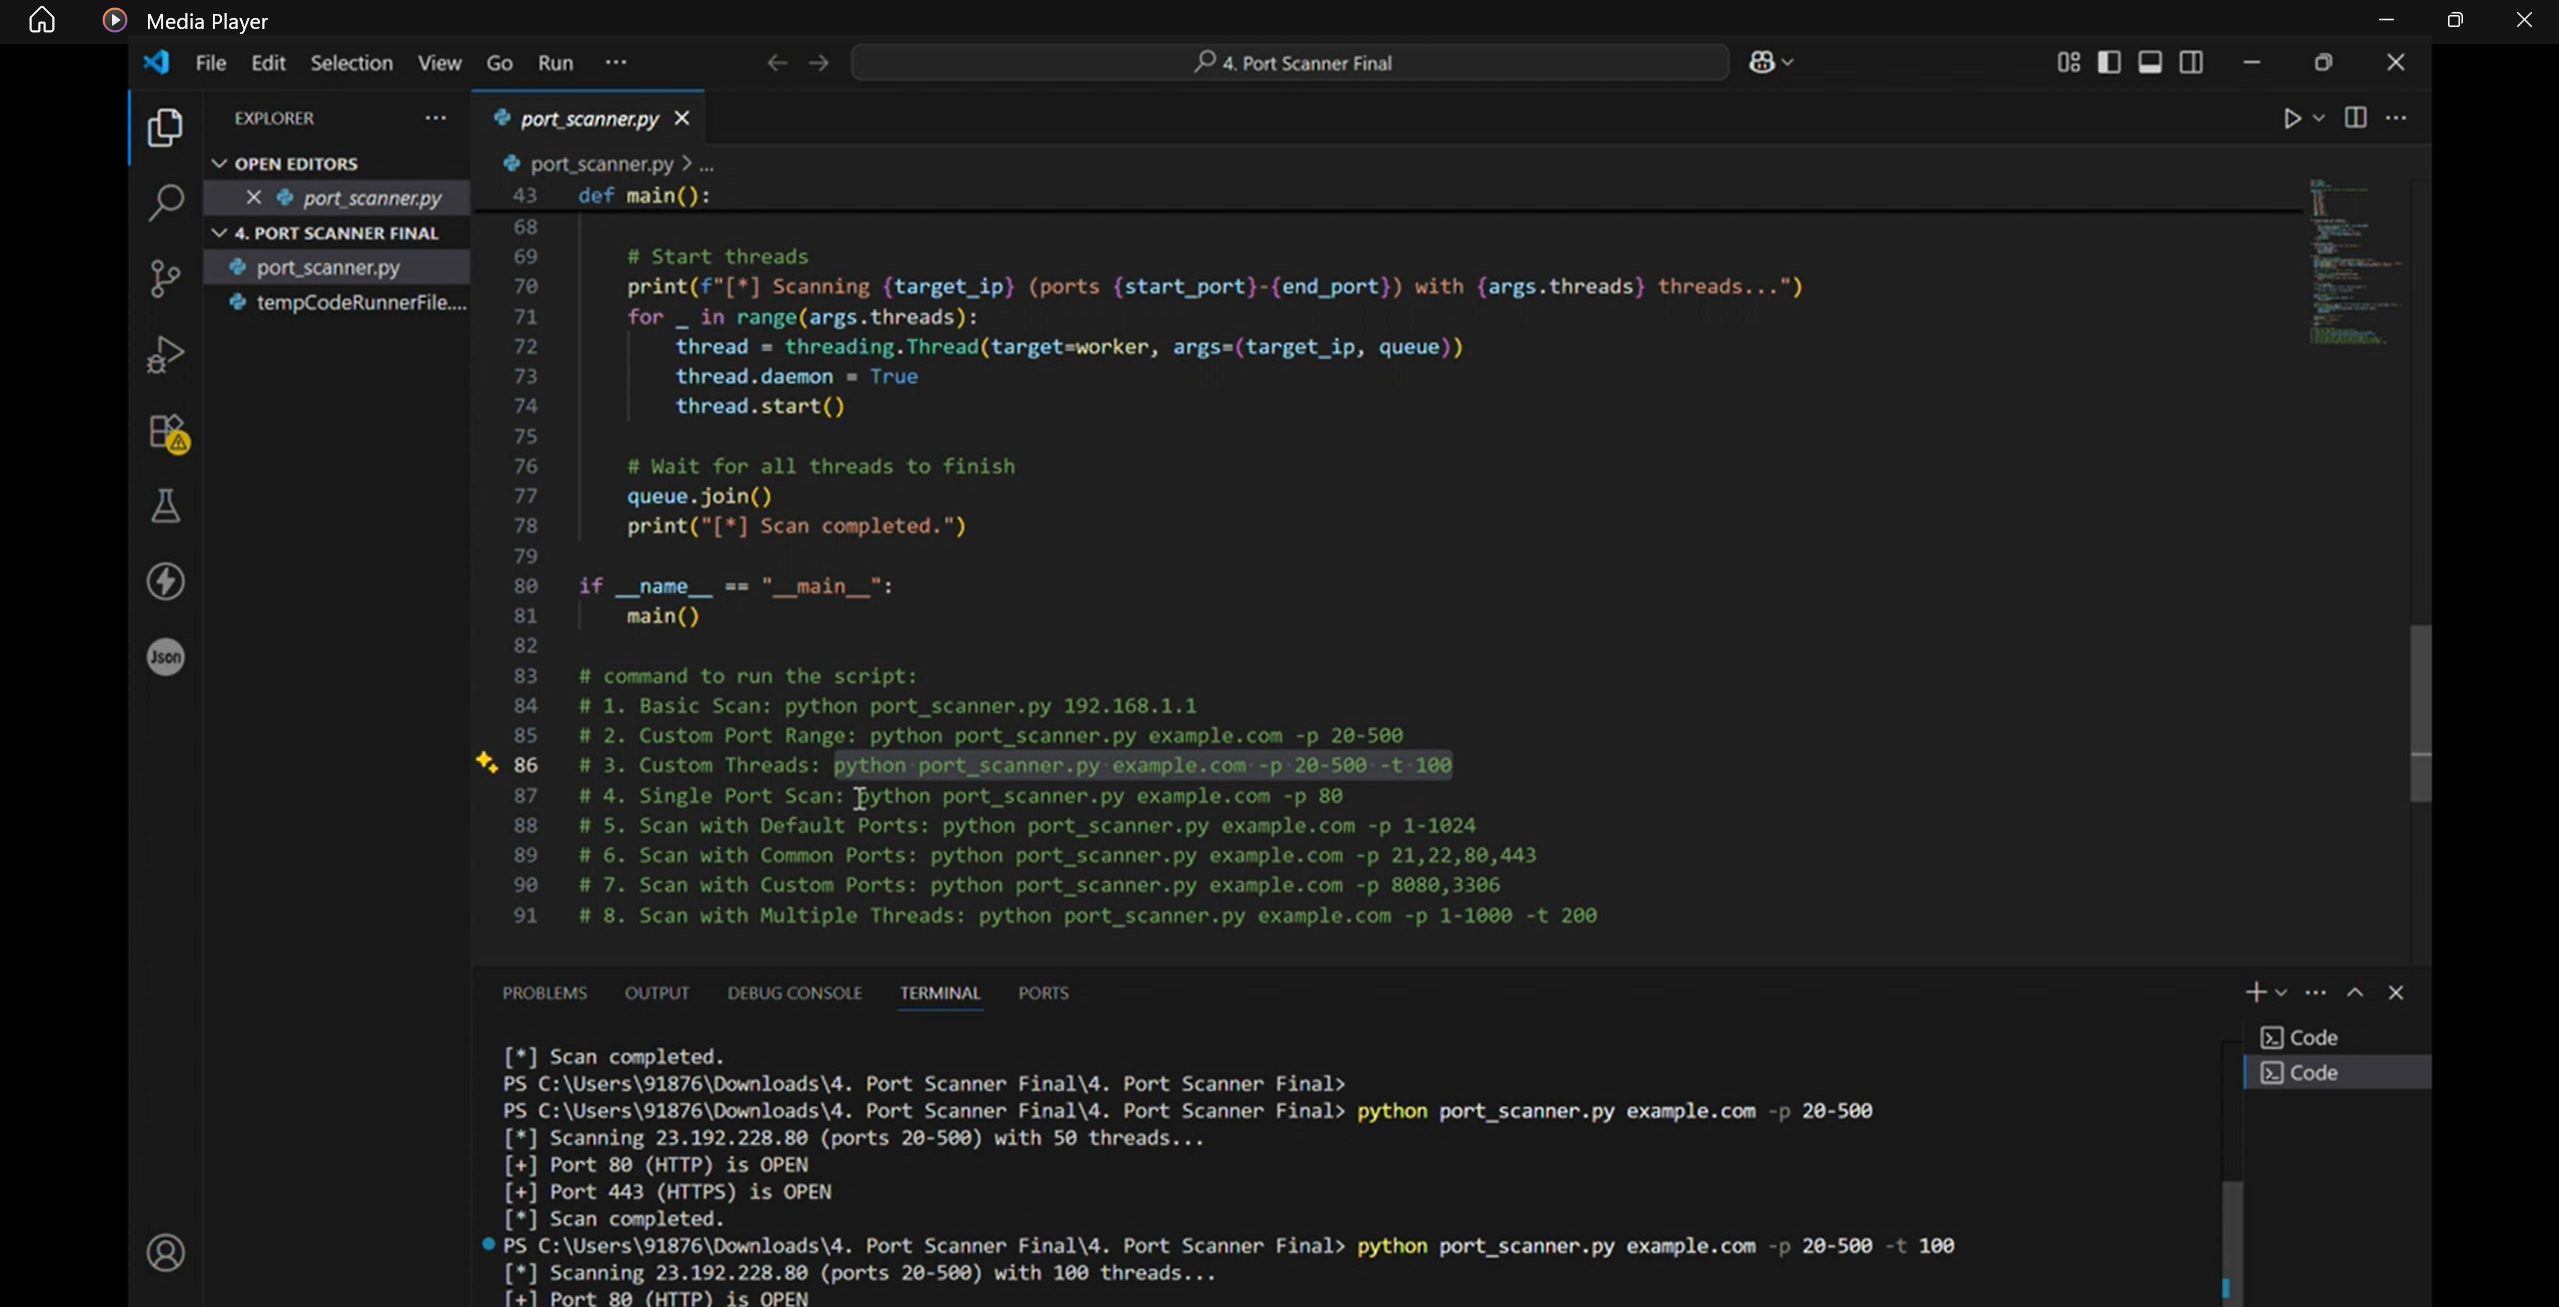 Media Player
File Edit Selection View Go Run ··· 4. Port Scanner Final
EXPLORER ···
OPEN EDITORS
port_scanner.py
4. PORT SCANNER FINAL
port_scanner.py
tempCodeRunnerFile....
Json
port_scanner.py
port_scanner.py > ...
43 def main():
68
69 # Start threads
70 print(f"[*] Scanning {target_ip} (ports {start_port}-{end_port}) with {args.threads} threads...")
71 for _ in range(args.threads):
72 thread = threading.Thread(target=worker, args=(target_ip, queue))
73 thread.daemon = True
74 thread.start()
75
76 # Wait for all threads to finish
77 queue.join()
78 print("[*] Scan completed.")
79
80 if __name__ == "__main__":
81 main()
82
83 # command to run the script:
84 # 1. Basic Scan: python port_scanner.py 192.168.1.1
85 # 2. Custom Port Range: python port_scanner.py example.com -p 20-500
86 # 3. Custom Threads: python port_scanner.py example.com -p 20-500 -t 100
87 # 4. Single Port Scan: python port_scanner.py example.com -p 80
88 # 5. Scan with Default Ports: python port_scanner.py example.com -p 1-1024
89 # 6. Scan with Common Ports: python port_scanner.py example.com -p 21,22,80,443
90 # 7. Scan with Custom Ports: python port_scanner.py example.com -p 8080,3306
91 # 8. Scan with Multiple Threads: python port_scanner.py example.com -p 1-1000 -t 200
PROBLEMS OUTPUT DEBUG CONSOLE TERMINAL PORTS
[*] Scan completed.
PS C:\Users\91876\Downloads\4. Port Scanner Final\4. Port Scanner Final>
PS C:\Users\91876\Downloads\4. Port Scanner Final\4. Port Scanner Final> python port_scanner.py example.com -p 20-500
[*] Scanning 23.192.228.80 (ports 20-500) with 50 threads...
[+] Port 80 (HTTP) is OPEN
[+] Port 443 (HTTPS) is OPEN
[*] Scan completed.
PS C:\Users\91876\Downloads\4. Port Scanner Final\4. Port Scanner Final> python port_scanner.py example.com -p 20-500 -t 100
[*] Scanning 23.192.228.80 (ports 20-500) with 100 threads...
[+] Port 80 (HTTP) is OPEN
Code
Code